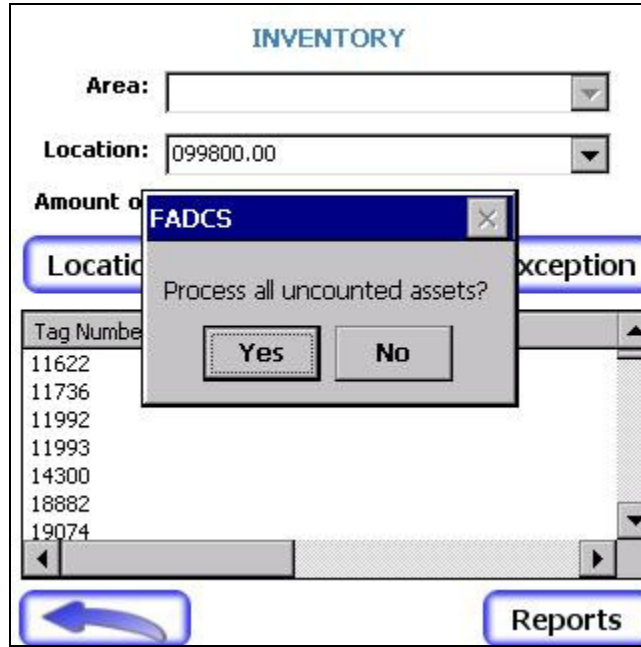 INVENTORY
Area:
Location: 099800.00
Amount o
FADCS
Process all uncounted assets?
Yes No
Locatio xception
Tag Numbe
11622
11736
11992
11993
14300
18882
19074
Reports